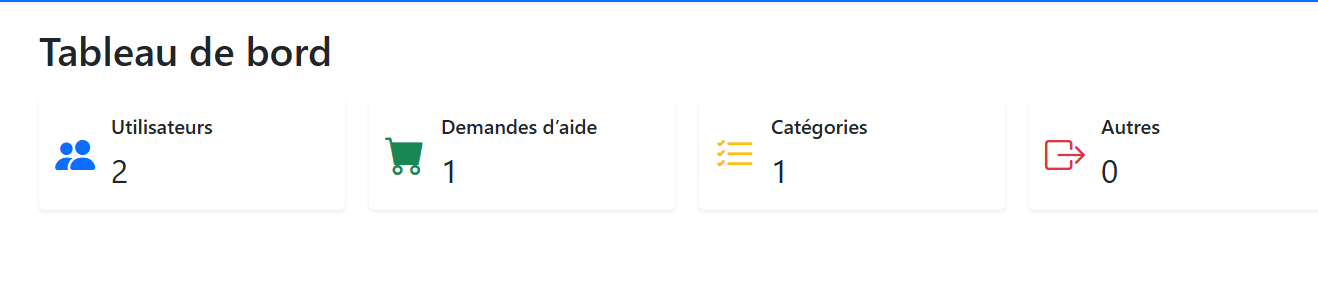 Tableau de bord
Utilisateurs
2
Demandes d’aide
1
Catégories
1
Autres
0